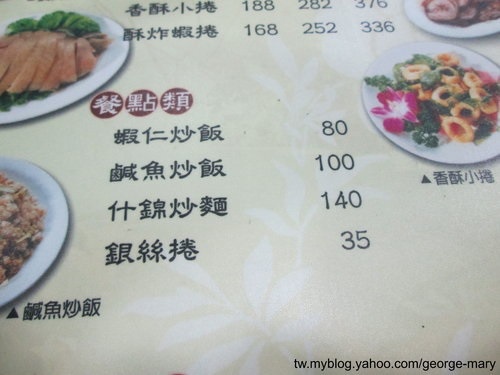 香酥小捲 188 282 376
酥炸蝦捲 168 252 336
餐點類
蝦仁炒飯 80
鹹魚炒飯 100
什錦炒麵 140
銀絲捲 35
▲香酥小捲
▲鹹魚炒飯
tw.myblog.yahoo.com/george-mary